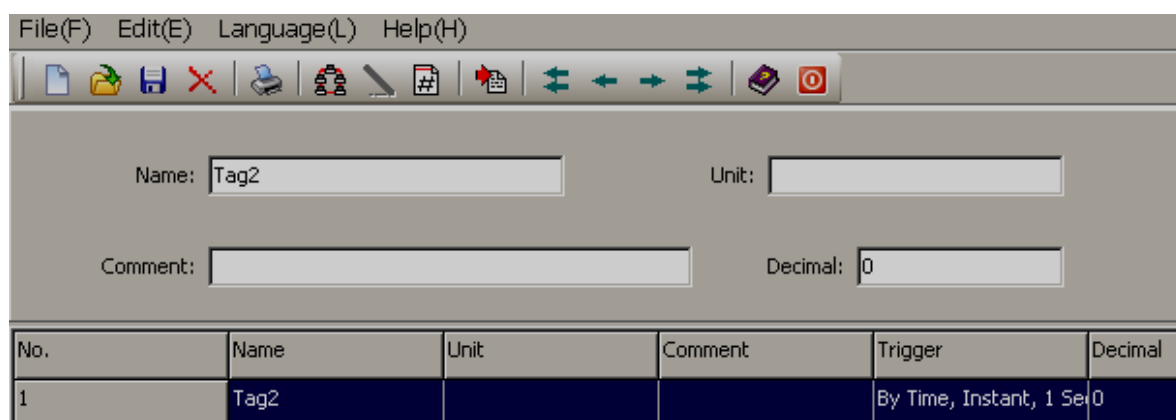 File(F) Edit(E) Language(L) Help(H)
Name: Tag2 Unit:
Comment: Decimal: 0
No. Name Unit Comment Trigger Decimal
1 Tag2 By Time, Instant, 1 Se 0